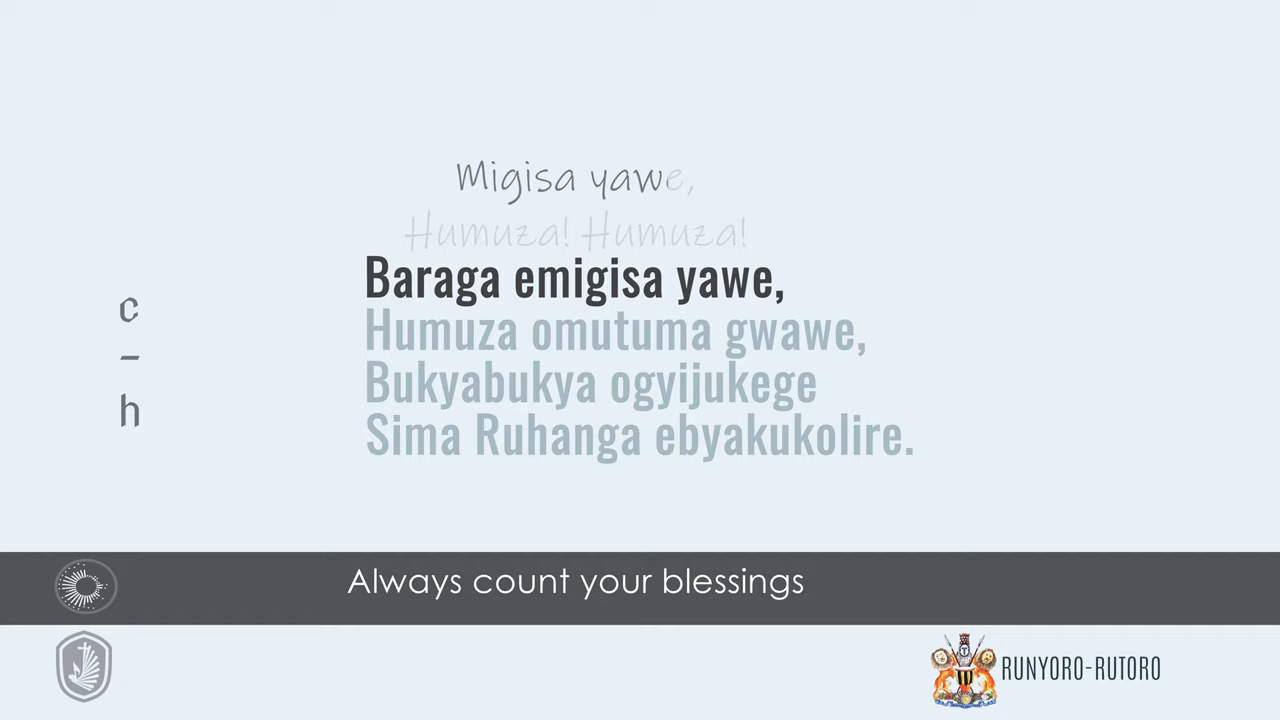 Migisa yawe,
Humuza! Humuza!
Baraga emigisa yawe,
Humuza omutuma gwawe,
Bukyabukya ogyijukege
Sima Ruhanga ebyakukolire.
c
–
h
Always count your blessings
RUNYORO-RUTORO